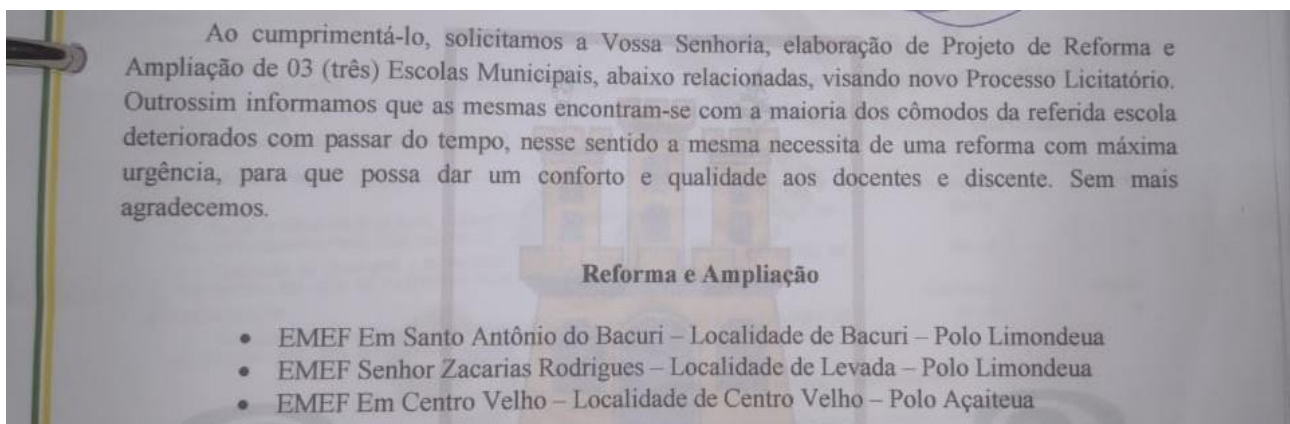 Ao cumprimentá-lo, solicitamos a Vossa Senhoria, elaboração de Projeto de Reforma e
Ampliação de 03 (três) Escolas Municipais, abaixo relacionadas, visando novo Processo Licitatório.
Outrossim informamos que as mesmas encontram-se com a maioria dos cômodos da referida escola
deteriorados com passar do tempo, nesse sentido a mesma necessita de uma reforma com máxima
urgência, para que possa dar um conforto e qualidade aos docentes e discente. Sem mais
agradecemos.
Reforma e Ampliação
• EMEF Em Santo Antônio do Bacuri – Localidade de Bacuri – Polo Limondeua
• EMEF Senhor Zacarias Rodrigues – Localidade de Levada – Polo Limondeua
• EMEF Em Centro Velho – Localidade de Centro Velho – Polo Açaiteua